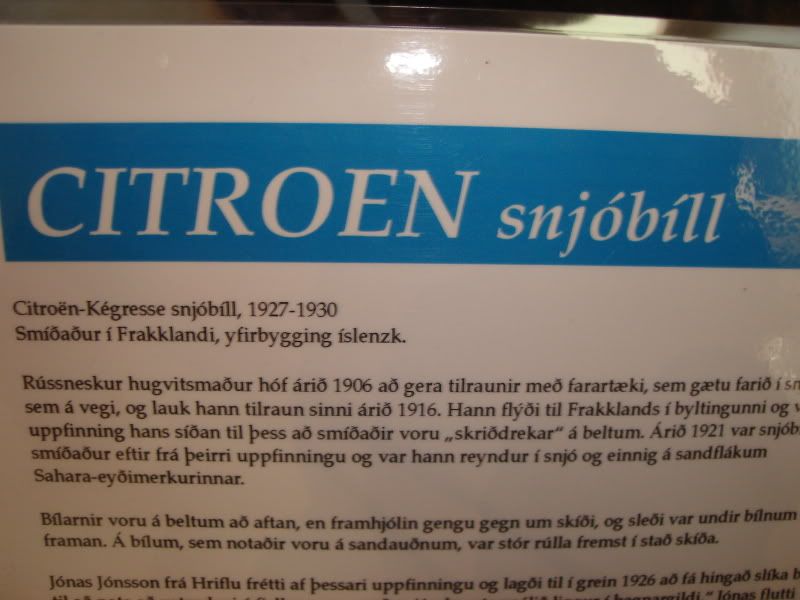 CITROEN snjóbíll
Citroën-Kégresse snjóbíll, 1927-1930
Smíðaður í Frakklandi, yfirbygging íslenzk.
Rússneskur hugvitsmaður hóf árið 1906 að gera tilraunir með farartæki, sem gætu farið í
sem á vegi, og lauk hann tilraun sinni árið 1916. Hann flýði til Frakklands í byltingunni og
uppfinning hans síðan til þess að smíðaðir voru „skriðdrekar“ á beltum. Árið 1921 var
smíðaður eftir frá þeirri uppfinningu og var hann reyndur í snjó og einnig á sandflákum
Sahara-eyðimerkurinnar.
Bílarnir voru á beltum að aftan, en framhjólin gengu gegn um skíði, og sleði var undir bílnum
framan. Á bílum, sem notaðir voru á sandauðnum, var stór rúlla fremst í stað skíða.
Jónas Jónsson frá Hriflu frétti af þessari uppfinningu og lagði til í grein 1926 að fá hingað slíka